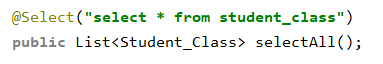 @Select("select * from student_class")
public List<Student_Class> selectAll();